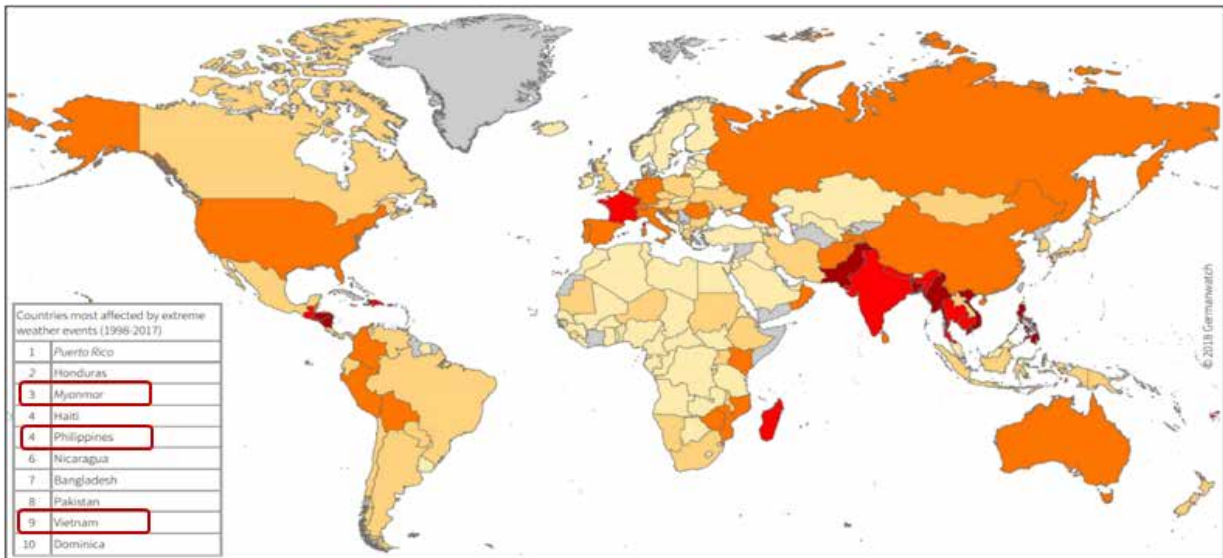 Countries most affected by extreme
weather events (1998-2017)
1 Puerto Rico
2 Honduras
3 Myanmar
4 Haiti
4 Philippines
6 Nicaragua
7 Bangladesh
8 Pakistan
9 Vietnam
10 Dominica
© 2018 Germanwatch